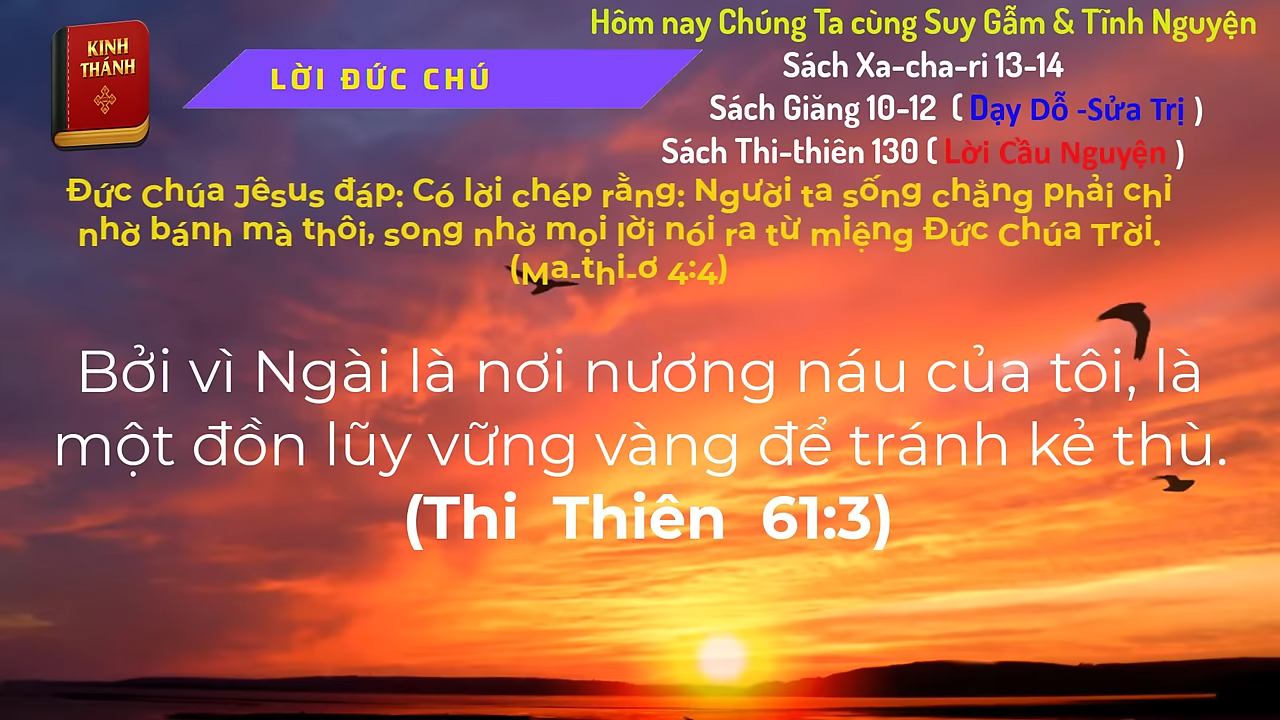 KINH
THÁNH
LỜI ĐỨC CHÚ
Hôm nay Chúng Ta cùng Suy Gẫm & Tĩnh Nguyện
Sách Xa-cha-ri 13-14
Sách Giăng 10-12 ( Dạy Dỗ -Sửa Trị )
Sách Thi-thiên 130 ( Lời Cầu Nguyện )
Đức Chúa Jêsus đáp: Có lời chép rằng: Người ta sống chẳng phải chỉ
nhờ bánh mà thôi, song nhờ mọi lời nói ra từ miệng Đức Chúa Trời.
(Ma-thi-ơ 4:4)
Bởi vì Ngài là nơi nương náu của tôi, là
một đồn lũy vững vàng để tránh kẻ thù.
(Thi Thiên 61:3)